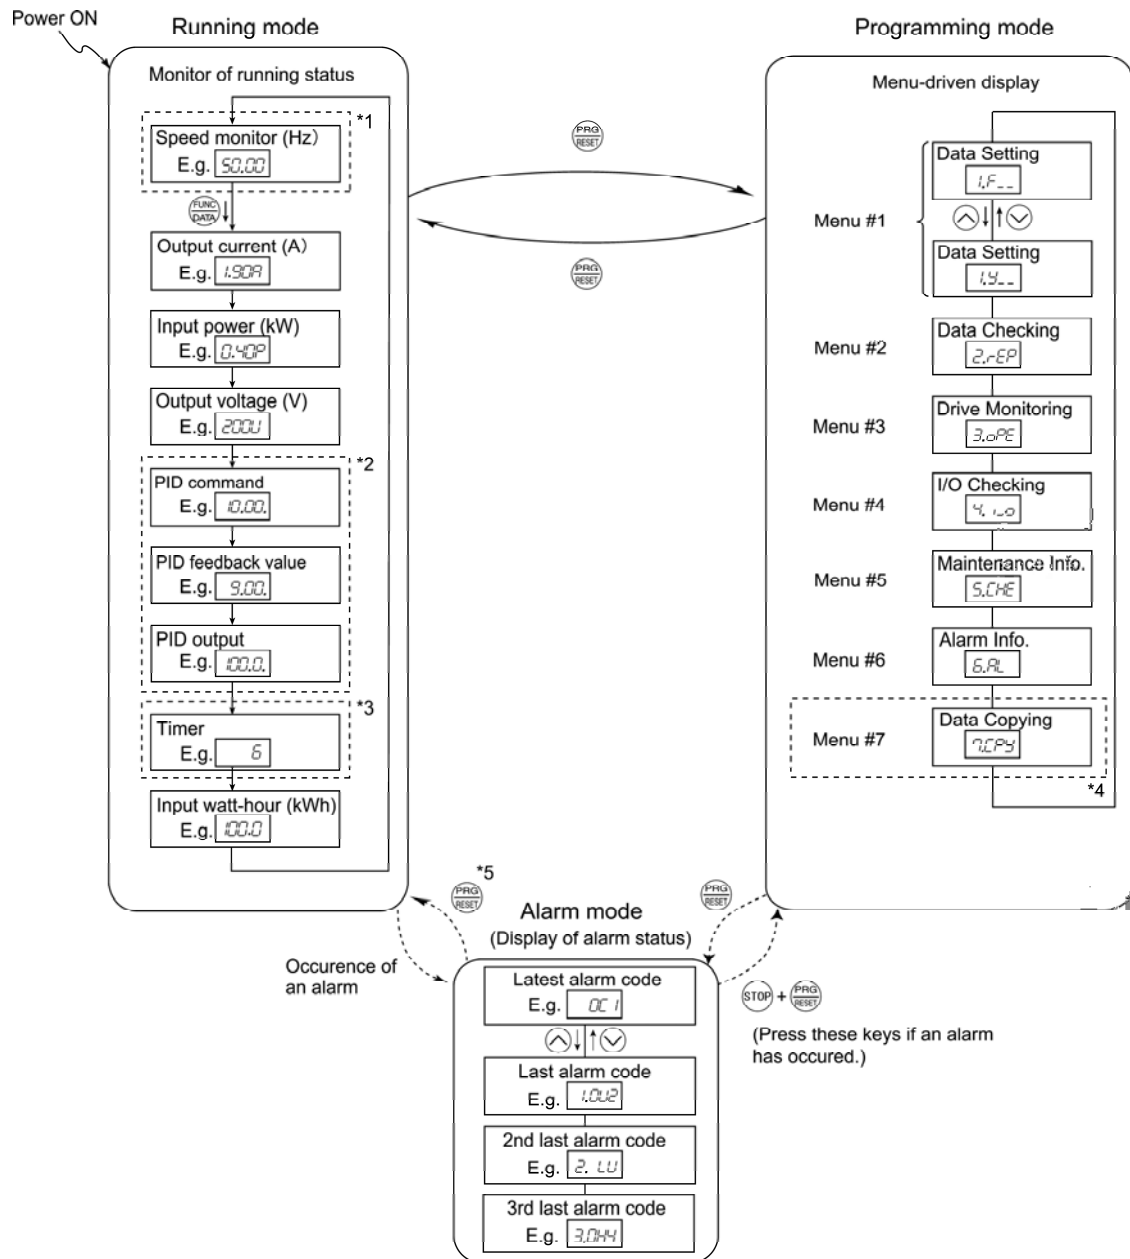 Power ON
Running mode
Monitor of running status
*1
Speed monitor (Hz)
E.g. 50.00
FUNC
DATA
Output current (A)
E.g. 1.90A
Input power (kW)
E.g. 0.40P
Output voltage (V)
E.g. 200U
*2
PID command
E.g. 10.00.
PID feedback value
E.g. 9.00.
PID output
E.g. 100.0.
*3
Timer
E.g. 6
Input watt-hour (kWh)
E.g. 100.0
PRG
RESET
PRG
RESET
Programming mode
Menu-driven display
Menu #1
Data Setting
1.F__
Data Setting
1.y__
Menu #2
Data Checking
2.rEP
Menu #3
Drive Monitoring
3.oPE
Menu #4
I/O Checking
4.i_o
Menu #5
Maintenance Info.
5.CHE
Menu #6
Alarm Info.
6.AL
Menu #7
Data Copying
7.CPy
*4
*5
PRG
RESET
PRG
RESET
Occurence of
an alarm
Alarm mode
(Display of alarm status)
Latest alarm code
E.g. OC1
Last alarm code
E.g. 1.OU2
2nd last alarm code
E.g. 2. LU
3rd last alarm code
E.g. 3.OH4
STOP + PRG
RESET
(Press these keys if an alarm
has occured.)